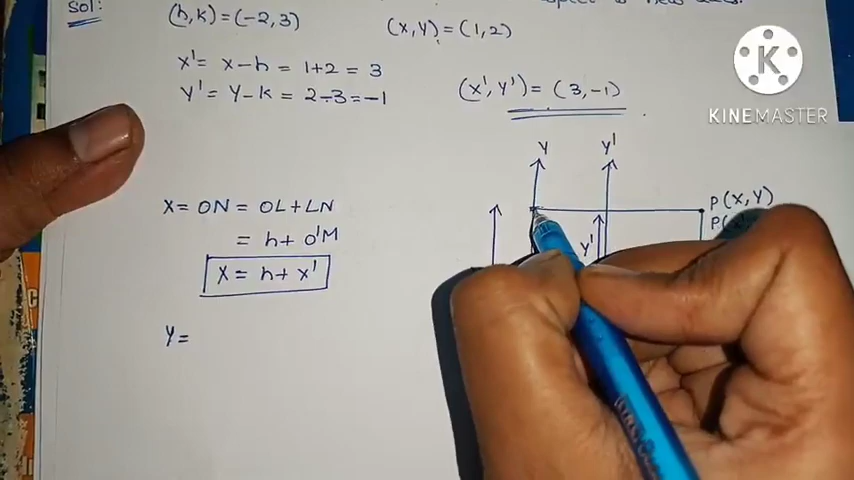 Sol:
(h,k)=(-2,3)
(x,y)=(1,2)
x'= x-h = 1+2 = 3
y'= y-k = 2-3=-1
(x',y')= (3,-1)
K
KINEMASTER
y
y'
P(x,y)
x= ON= OL+LN
= h+ O'M
x = h+ x'
y'
y=